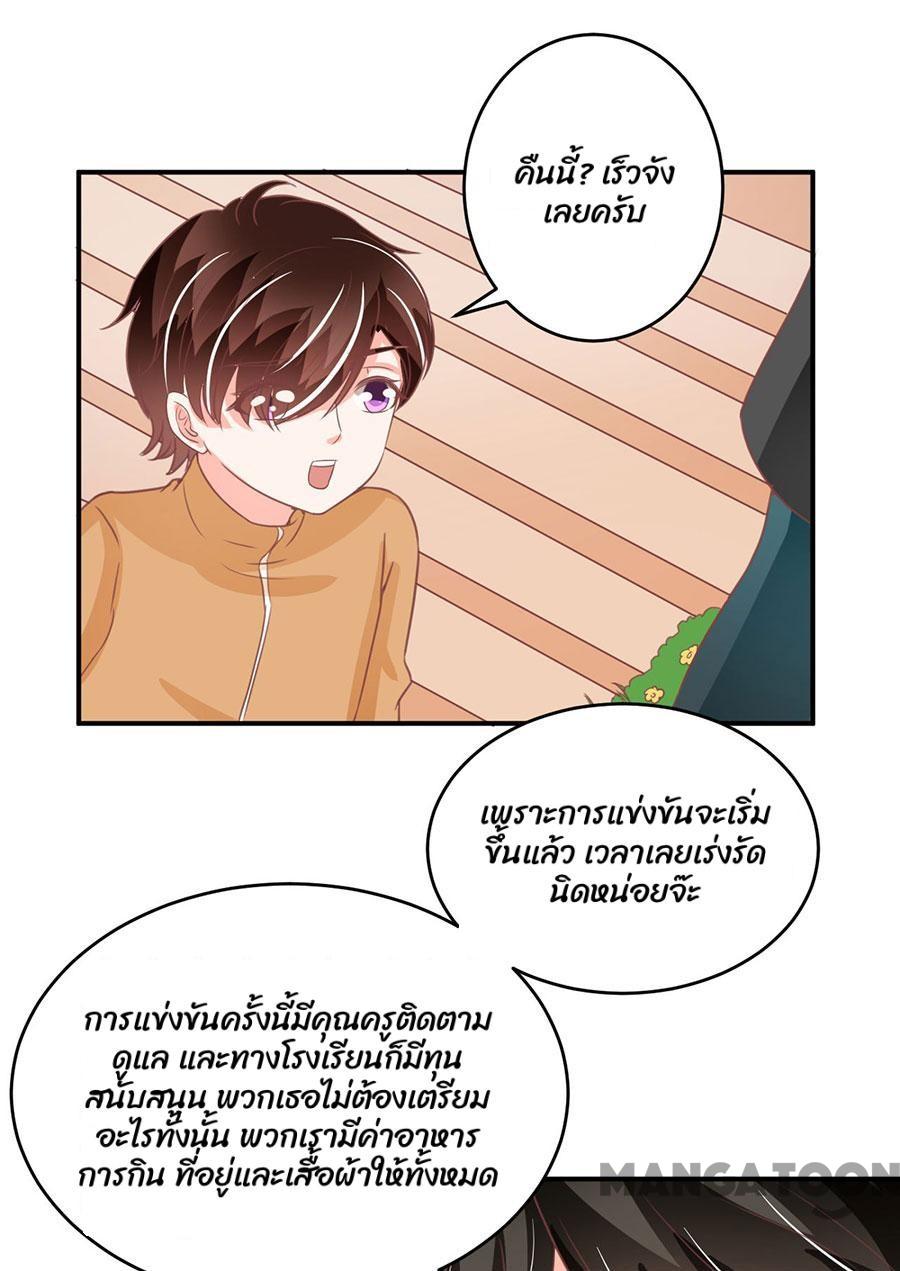 คืนนี้? เร็วจัง
เลยครับ
เพราะการแข่งขันจะเริ่ม
ขึ้นแล้ว เวลาเลยเร่งรัด
นิดหน่อยจ๊ะ
การแข่งขันครั้งนี้มีคุณครูติดตาม
ดูแล และทางโรงเรียนก็มีทุน
สนับสนุน พวกเธอไม่ต้องเตรียม
อะไรทั้งนั้น พวกเรามีค่าอาหาร
การกิน ที่อยู่และเสื้อผ้าให้ทั้งหมด
MANGATOON